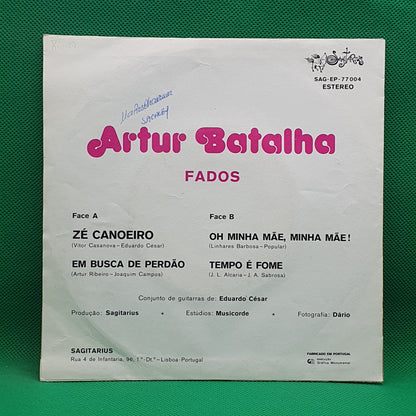 SAG-EP-77004
ESTEREO
Artur Batalha
FADOS
Face A
ZÉ CANOEIRO
(Vítor Casanova - Eduardo César)
EM BUSCA DE PERDÃO
(Artur Ribeiro - Joaquim Campos)
Face B
OH MINHA MÃE, MINHA MÃE!
(Linhares Barbosa - Popular)
TEMPO É FOME
(J. L. Alcaria - J. A. Sabrosa)
Conjunto de guitarras de: Eduardo César
Produção: Sagitarius • Estúdios: Musicorde • Fotografia: Dário
SAGITARIUS
Rua 4 de Infantaria, 96, 1.º-Dt.º - Lisboa-Portugal
FABRICADO EM PORTUGAL
Gráfica Monumental